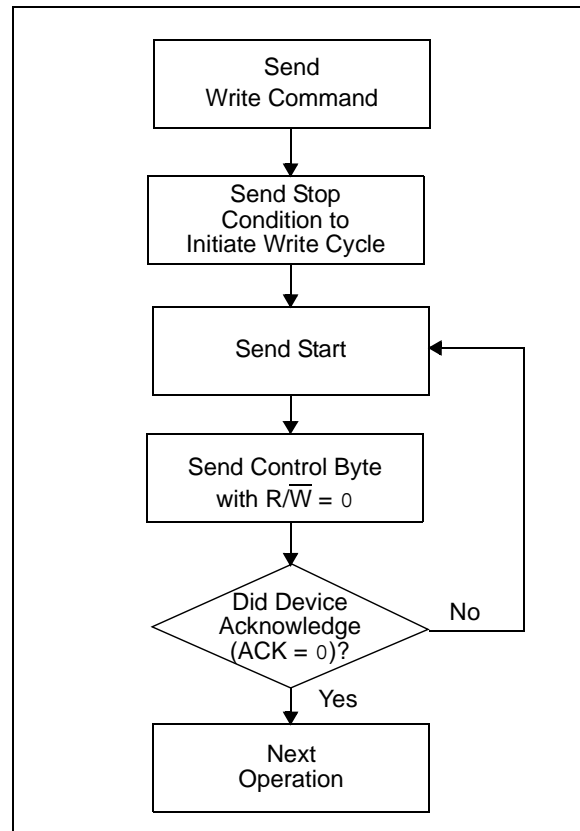 Send
Write Command
Send Stop
Condition to
Initiate Write Cycle
Send Start
Send Control Byte
with R/W̅ = 0
Did Device
Acknowledge
(ACK = 0)?
No
Yes
Next
Operation